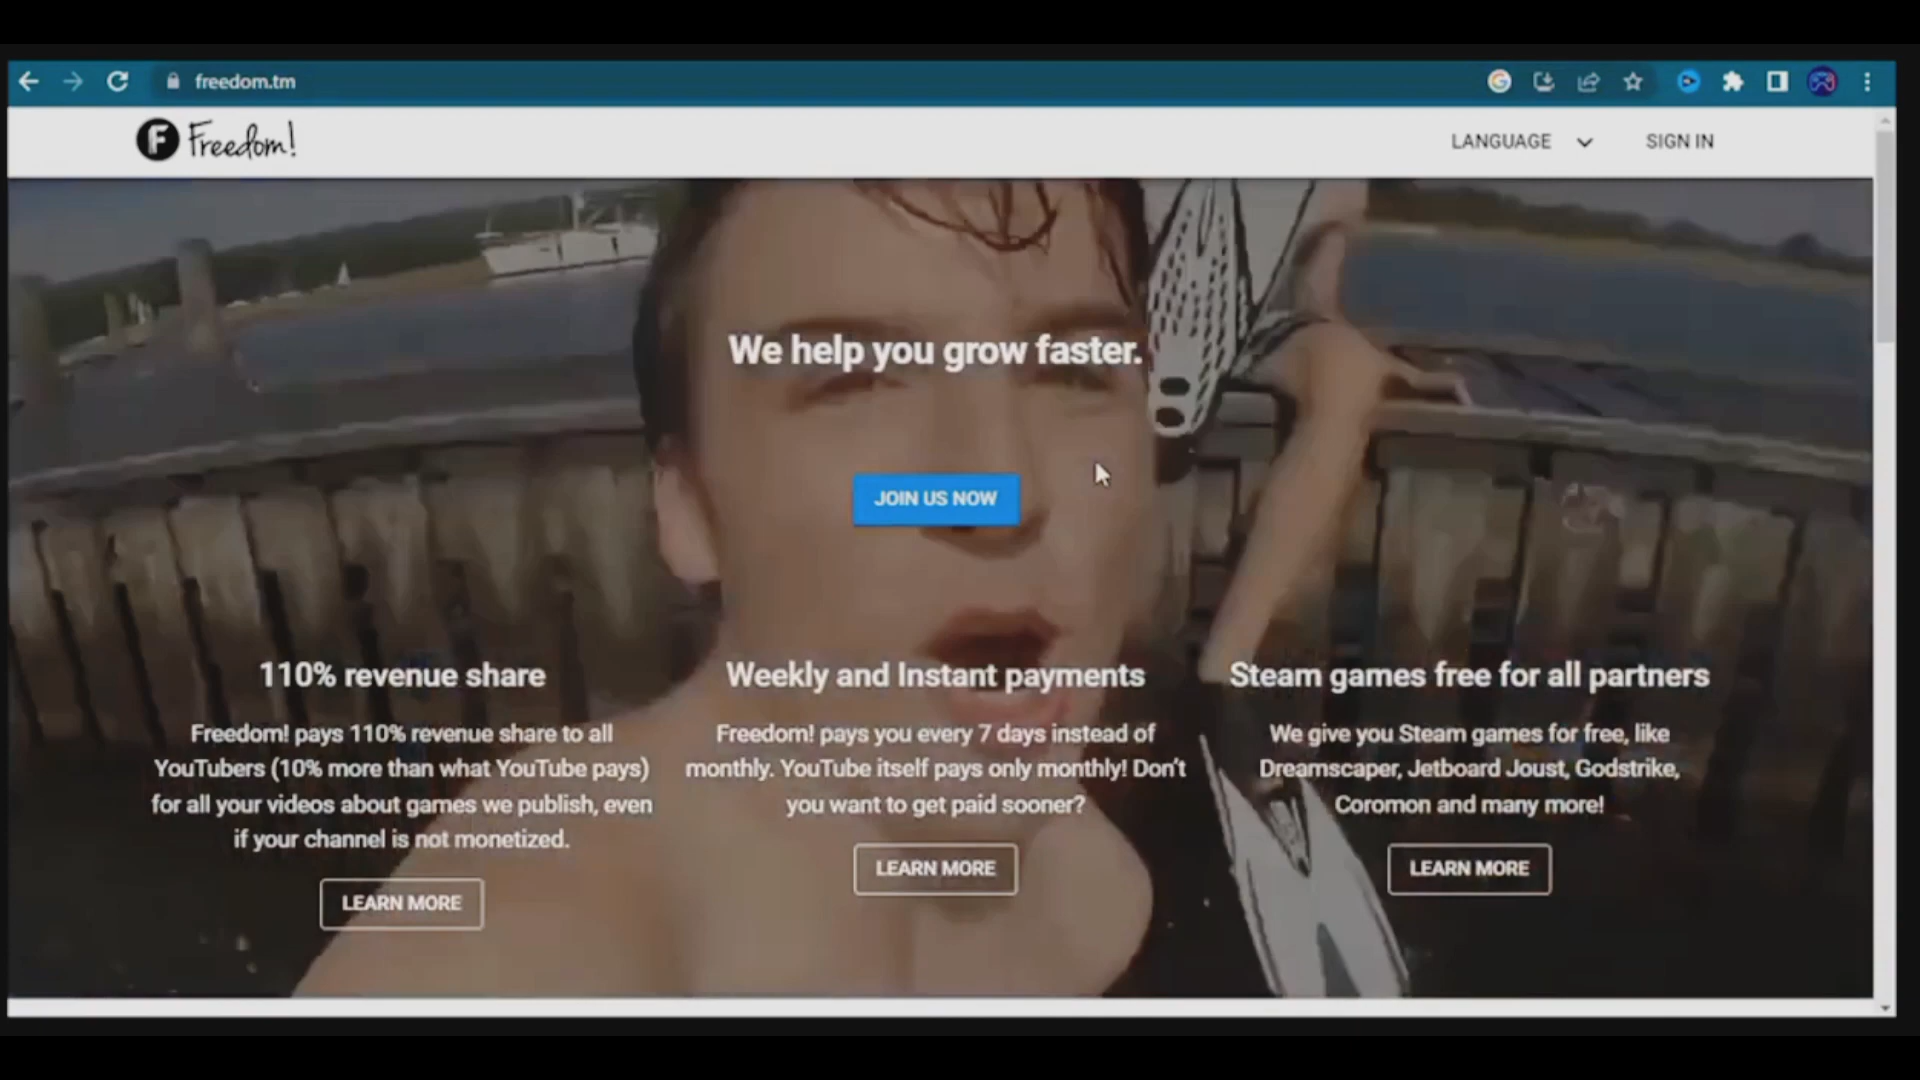 freedom.tm
F Freedom!
LANGUAGE
SIGN IN
We help you grow faster.
JOIN US NOW
110% revenue share
Freedom! pays 110% revenue share to all
YouTubers (10% more than what YouTube pays)
for all your videos about games we publish, even
if your channel is not monetized.
LEARN MORE
Weekly and Instant payments
Freedom! pays you every 7 days instead of
monthly. YouTube itself pays only monthly! Don't
you want to get paid sooner?
LEARN MORE
Steam games free for all partners
We give you Steam games for free, like
Dreamscaper, Jetboard Joust, Godstrike,
Coromon and many more!
LEARN MORE